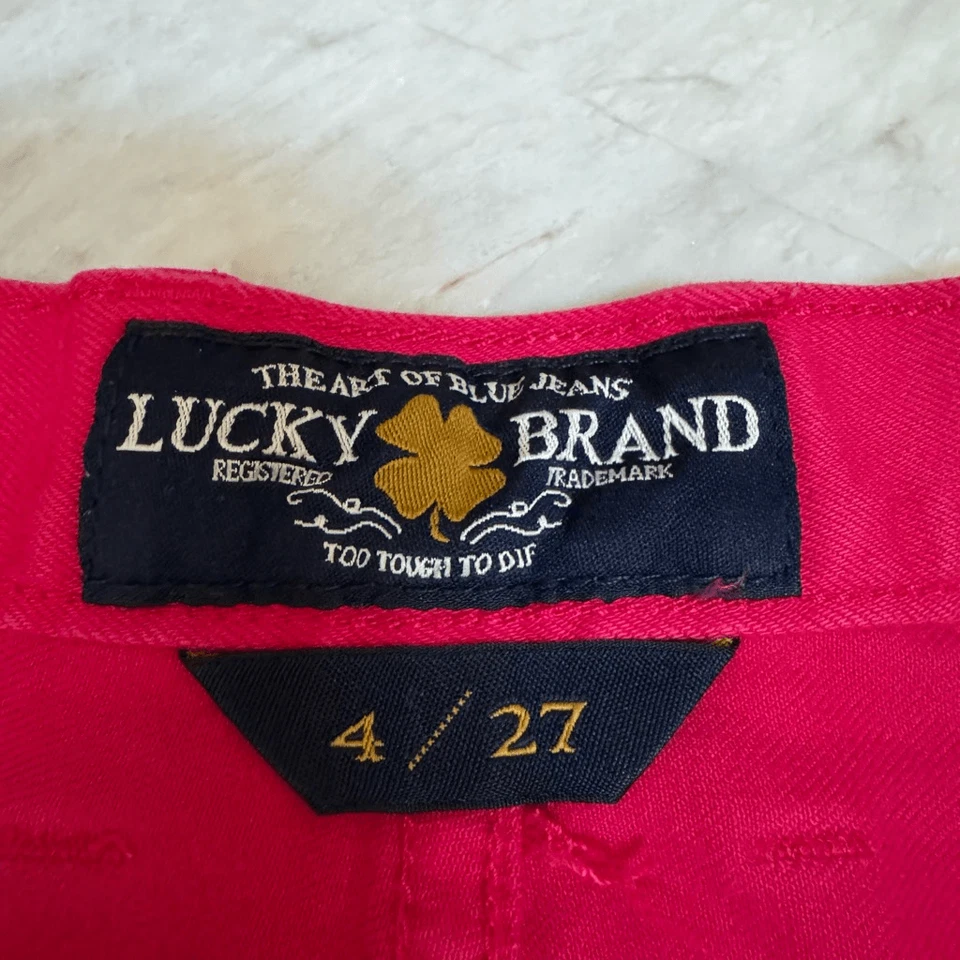 THE ART OF BLUE JEANS
LUCKY BRAND
REGISTERED TRADEMARK
TOO TOUGH TO DIE
4 / 27